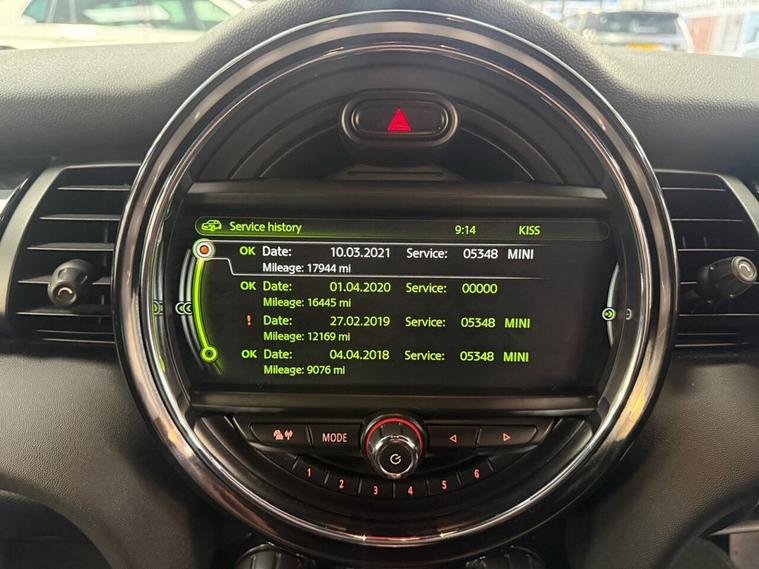 Service history 9:14 KISS
OK Date: 10.03.2021 Service: 05348 MINI
Mileage: 17944 mi
OK Date: 01.04.2020 Service: 00000
Mileage: 16445 mi
! Date: 27.02.2019 Service: 05348 MINI
Mileage: 12169 mi
OK Date: 04.04.2018 Service: 05348 MINI
Mileage: 9076 mi
MODE
1 2 3 4 5 6